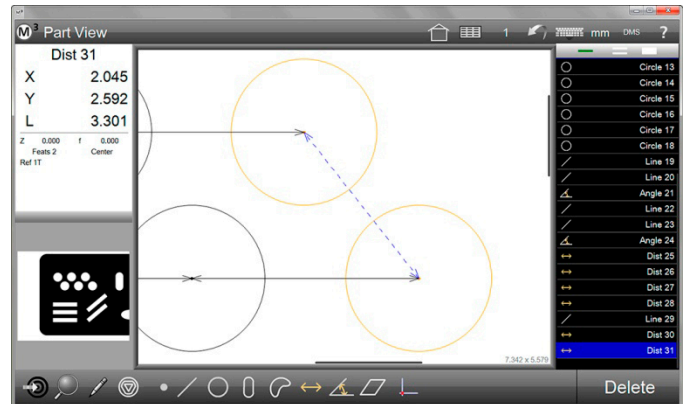 M³ Part View
1
mm
DMS
?
Dist 31
X 2.045
Y 2.592
L 3.301
Z 0.000 f 0.000
Feats 2 Center
Ref 1T
7.342 x 5.579
Circle 13
Circle 14
Circle 15
Circle 16
Circle 17
Circle 18
Line 19
Line 20
Angle 21
Line 22
Line 23
Angle 24
Dist 25
Dist 26
Dist 27
Dist 28
Line 29
Dist 30
Dist 31
Delete